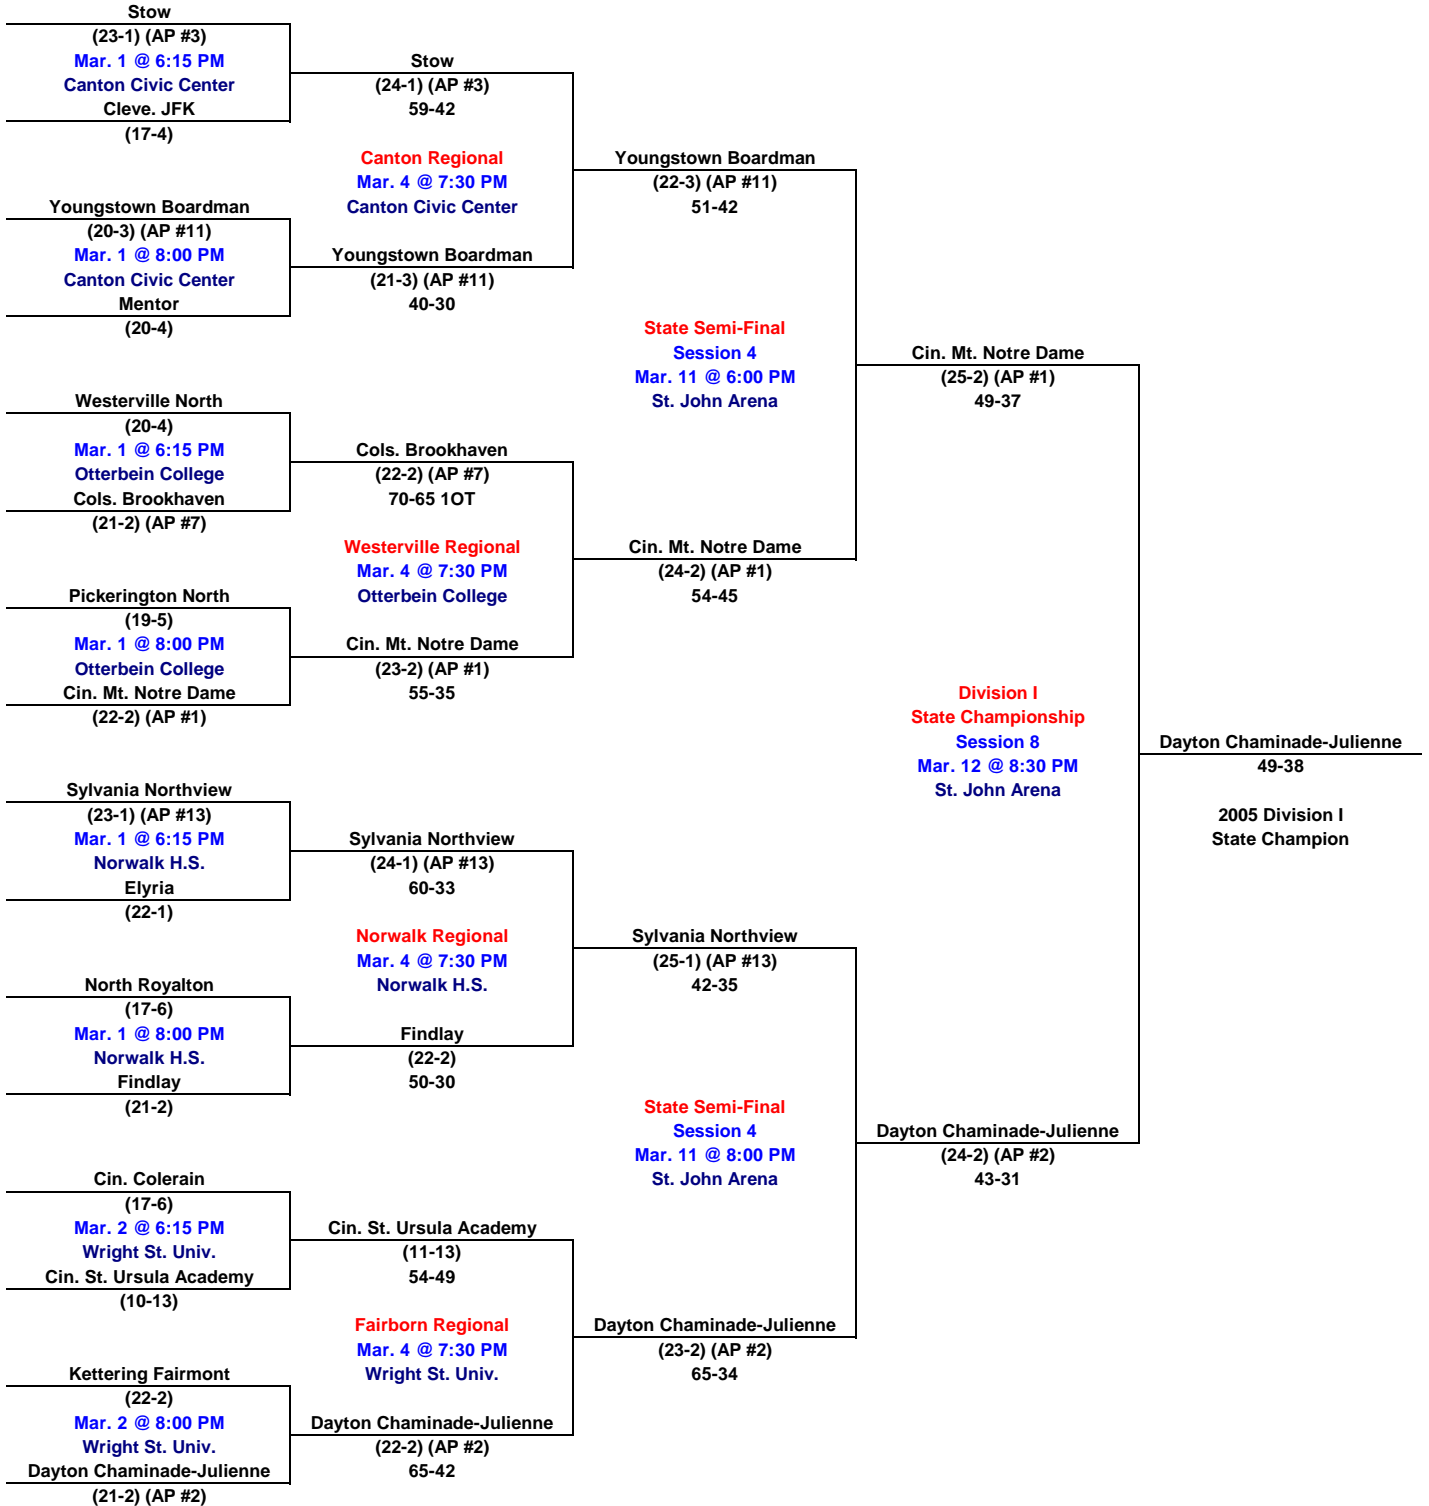 Stow
(23-1) (AP #3)
Mar. 1 @ 6:15 PM
Canton Civic Center
Cleve. JFK
(17-4)
Youngstown Boardman
(20-3) (AP #11)
Mar. 1 @ 8:00 PM
Canton Civic Center
Mentor
(20-4)
Westerville North
(20-4)
Mar. 1 @ 6:15 PM
Otterbein College
Cols. Brookhaven
(21-2) (AP #7)
Pickerington North
(19-5)
Mar. 1 @ 8:00 PM
Otterbein College
Cin. Mt. Notre Dame
(22-2) (AP #1)
Sylvania Northview
(23-1) (AP #13)
Mar. 1 @ 6:15 PM
Norwalk H.S.
Elyria
(22-1)
North Royalton
(17-6)
Mar. 1 @ 8:00 PM
Norwalk H.S.
Findlay
(21-2)
Cin. Colerain
(17-6)
Mar. 2 @ 6:15 PM
Wright St. Univ.
Cin. St. Ursula Academy
(10-13)
Kettering Fairmont
(22-2)
Mar. 2 @ 8:00 PM
Wright St. Univ.
Dayton Chaminade-Julienne
(21-2) (AP #2)
Stow
(24-1) (AP #3)
59-42
Canton Regional
Mar. 4 @ 7:30 PM
Canton Civic Center
Youngstown Boardman
(21-3) (AP #11)
40-30
Cols. Brookhaven
(22-2) (AP #7)
70-65 1OT
Westerville Regional
Mar. 4 @ 7:30 PM
Otterbein College
Cin. Mt. Notre Dame
(23-2) (AP #1)
55-35
Sylvania Northview
(24-1) (AP #13)
60-33
Norwalk Regional
Mar. 4 @ 7:30 PM
Norwalk H.S.
Findlay
(22-2)
50-30
Cin. St. Ursula Academy
(11-13)
54-49
Fairborn Regional
Mar. 4 @ 7:30 PM
Wright St. Univ.
Dayton Chaminade-Julienne
(22-2) (AP #2)
65-42
Youngstown Boardman
(22-3) (AP #11)
51-42
State Semi-Final
Session 4
Mar. 11 @ 6:00 PM
St. John Arena
Cin. Mt. Notre Dame
(24-2) (AP #1)
54-45
Sylvania Northview
(25-1) (AP #13)
42-35
State Semi-Final
Session 4
Mar. 11 @ 8:00 PM
St. John Arena
Dayton Chaminade-Julienne
(23-2) (AP #2)
65-34
Cin. Mt. Notre Dame
(25-2) (AP #1)
49-37
Division I
State Championship
Session 8
Mar. 12 @ 8:30 PM
St. John Arena
Dayton Chaminade-Julienne
(24-2) (AP #2)
43-31
Dayton Chaminade-Julienne
49-38
2005 Division I
State Champion